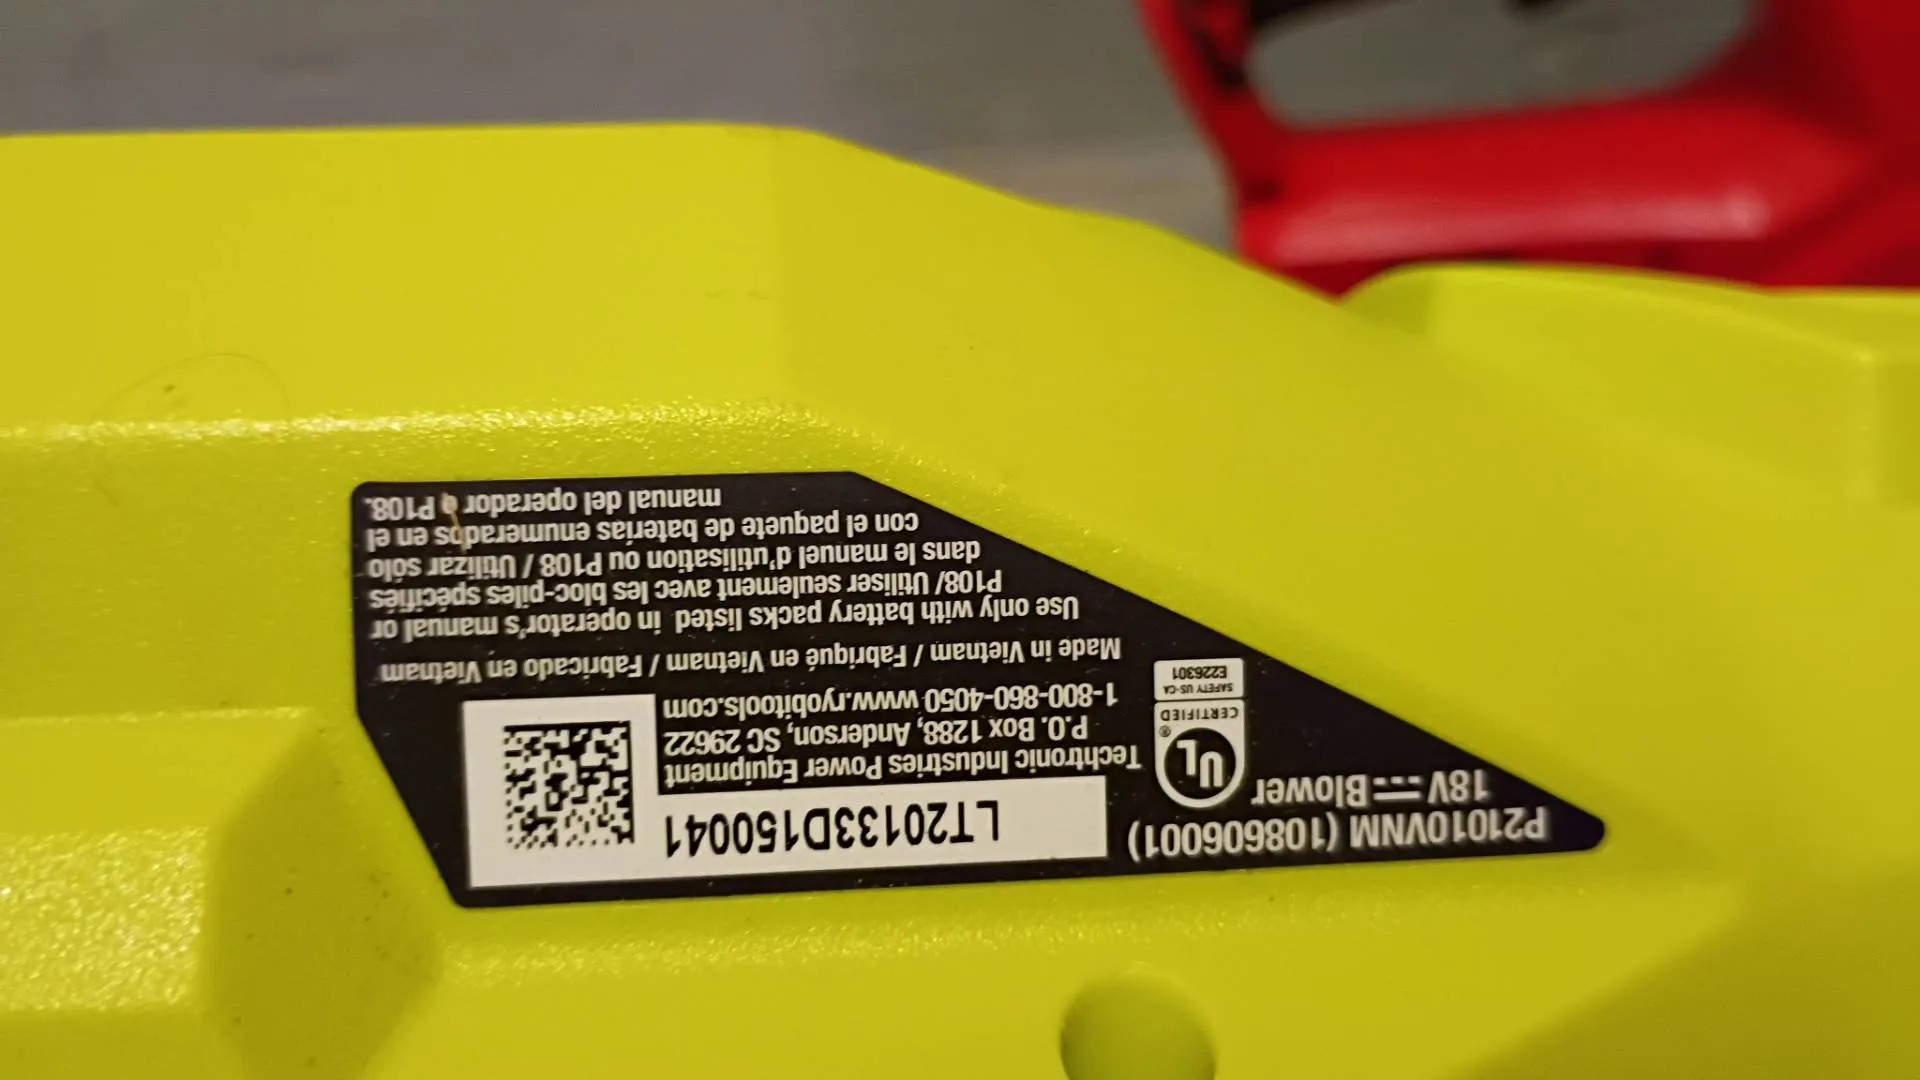 P21010VNM (108606001)
18V Blower
UL
®
CERTIFIED
SAFETY US-CA
E226301
LT20133D150041
Techtronic Industries Power Equipment
P.O. Box 1288, Anderson, SC 29622
1-800-860-4050 www.ryobitools.com
Made in Vietnam / Fabriqué en Vietnam / Fabricado en Vietnam
Use only with battery packs listed in operator's manual or
P108/ Utiliser seulement avec les bloc-piles spécifiés
dans le manuel d'utilisation ou P108 / Utilizar sólo
con el paquete de baterías enumerados en el
manual del operador o P108.